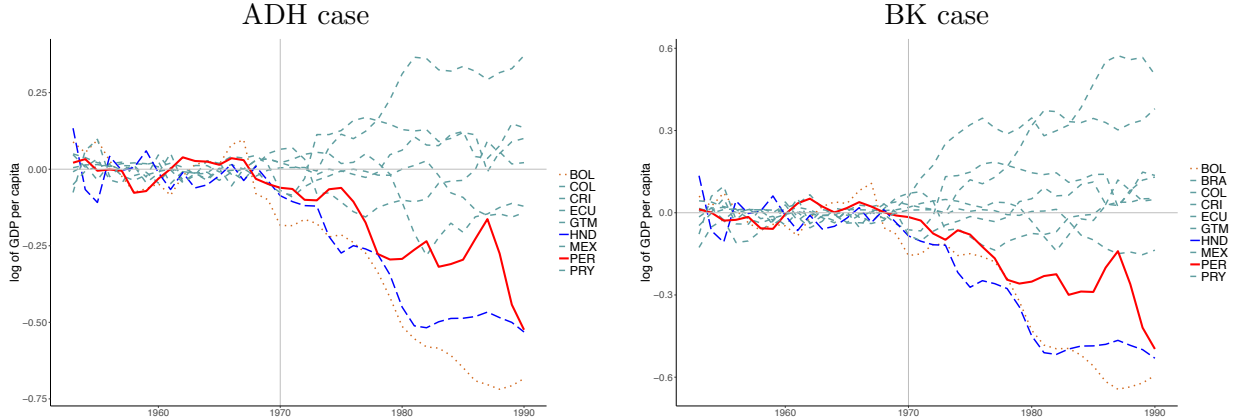 ADH case
log of GDP per capita
0.25
0.00
−0.25
−0.50
−0.75
1960
1970
1980
1990
BOL
COL
CRI
ECU
GTM
HND
MEX
PER
PRY
BK case
log of GDP per capita
0.6
0.3
0.0
−0.3
−0.6
1960
1970
1980
1990
BOL
BRA
COL
CRI
ECU
GTM
HND
MEX
PER
PRY